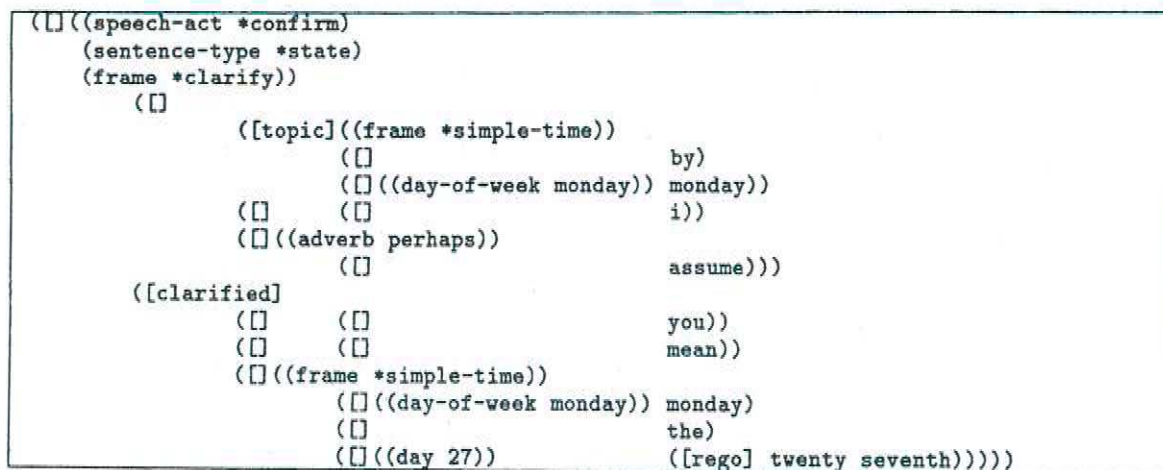 ([]((speech-act *confirm)
(sentence-type *state)
(frame *clarify))
([]
([topic]((frame *simple-time))
([] by)
([]((day-of-week monday)) monday))
([] ([] i))
([]((adverb perhaps))
([] assume)))
([clarified]
([] ([] you))
([] ([] mean))
([]((frame *simple-time))
([]((day-of-week monday)) monday)
([] the)
([]((day 27)) ([rego] twenty seventh)))))